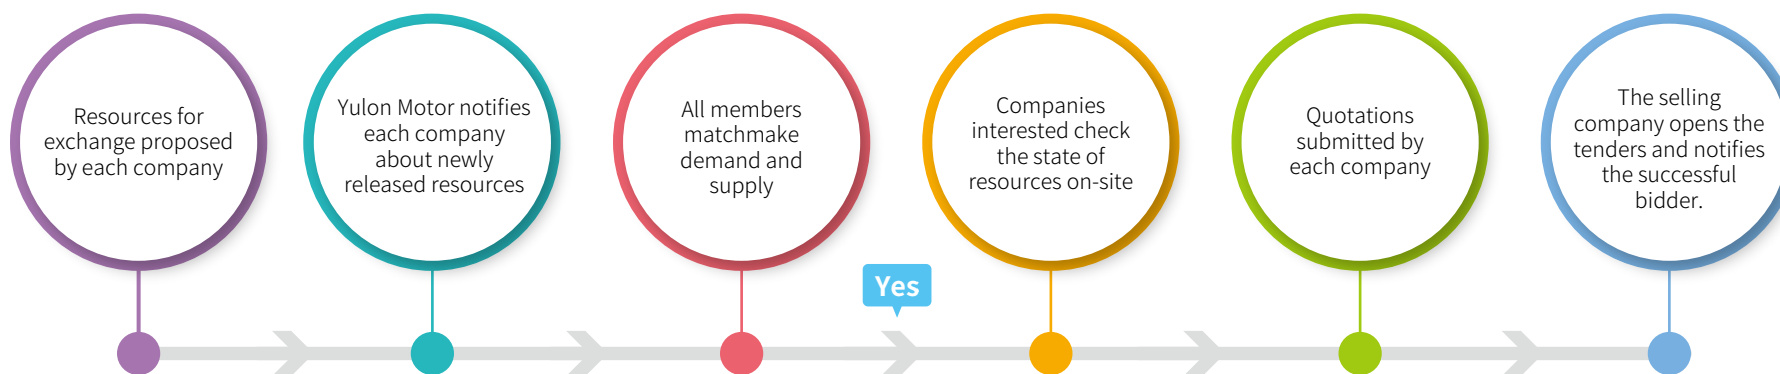 Resources for
exchange proposed
by each company
Yulon Motor notifies
each company
about newly
released resources
All members
matchmake
demand and
supply
Companies
interested check
the state of
resources on-site
Quotations
submitted by
each company
The selling
company opens the
tenders and notifies
the successful
bidder.
Yes